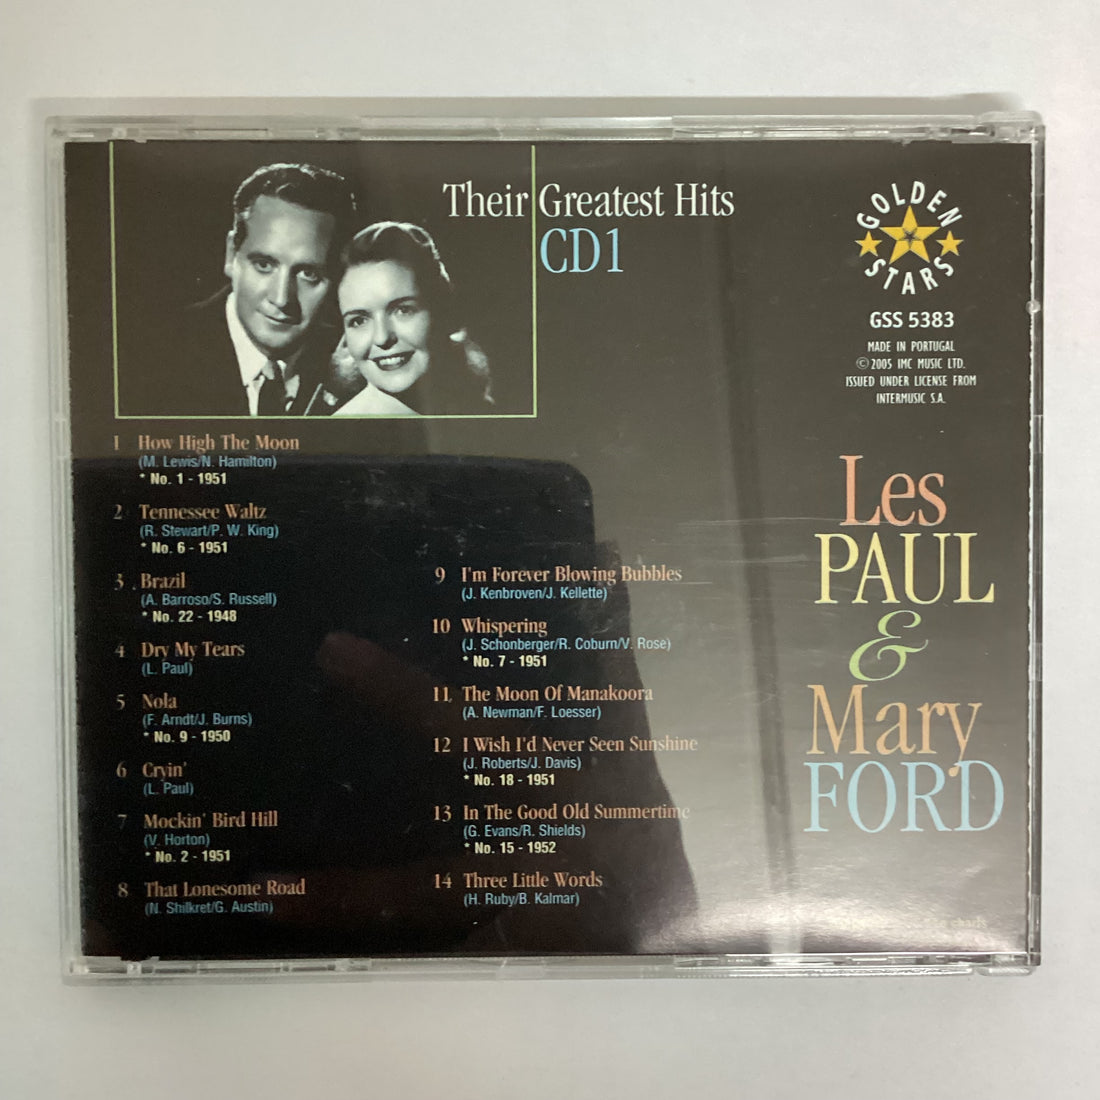 Their Greatest Hits
CD1
GOLDEN
STARS
GSS 5383
MADE IN PORTUGAL
©2005 IMC MUSIC LTD.
ISSUED UNDER LICENSE FROM
INTERMUSIC S.A.
1 How High The Moon
(M. Lewis/N. Hamilton)
* No. 1 - 1951
2 Tennessee Waltz
(R. Stewart/P. W. King)
* No. 6 - 1951
3 Brazil
(A. Barroso/S. Russell)
* No. 22 - 1948
4 Dry My Tears
(L. Paul)
5 Nola
(F. Arndt/J. Burns)
* No. 9 - 1950
6 Cryin'
(L. Paul)
7 Mockin' Bird Hill
(V. Horton)
* No. 2 - 1951
8 That Lonesome Road
(N. Shilkret/G. Austin)
9 I'm Forever Blowing Bubbles
(J. Kenbroven/J. Kellette)
10 Whispering
(J. Schonberger/R. Coburn/V. Rose)
* No. 7 - 1951
11 The Moon Of Manakoora
(A. Newman/F. Loesser)
12 I Wish I'd Never Seen Sunshine
(J. Roberts/J. Davis)
* No. 18 - 1951
13 In The Good Old Summertime
(G. Evans/R. Shields)
* No. 15 - 1952
14 Three Little Words
(H. Ruby/B. Kalmar)
Les
PAUL
&
Mary
FORD
charts